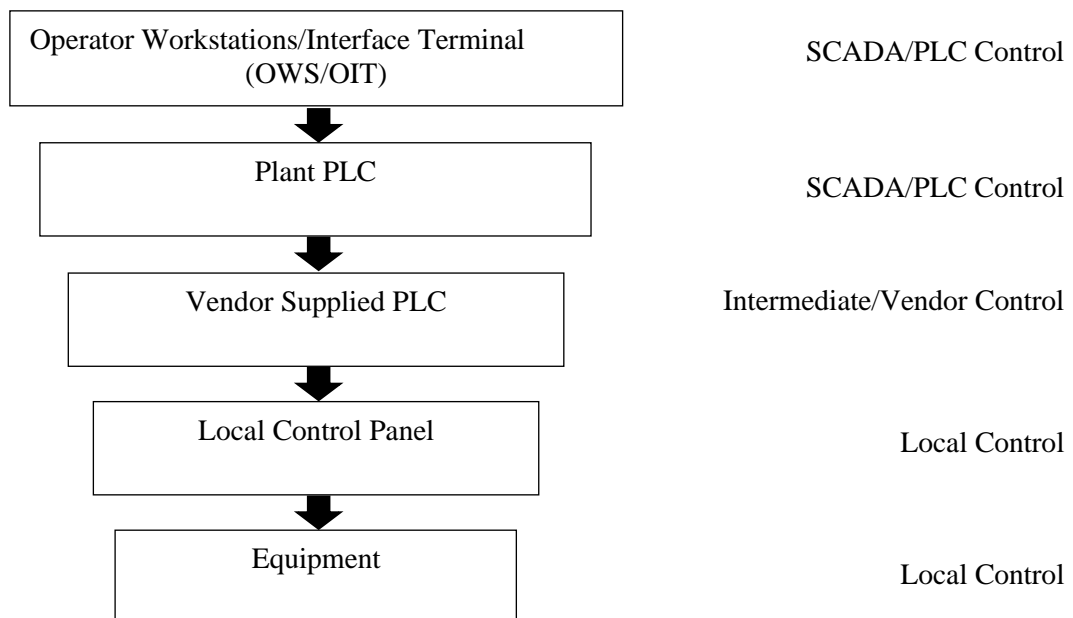 Operator Workstations/Interface Terminal
(OWS/OIT)
SCADA/PLC Control
Plant PLC
SCADA/PLC Control
Vendor Supplied PLC
Intermediate/Vendor Control
Local Control Panel
Local Control
Equipment
Local Control